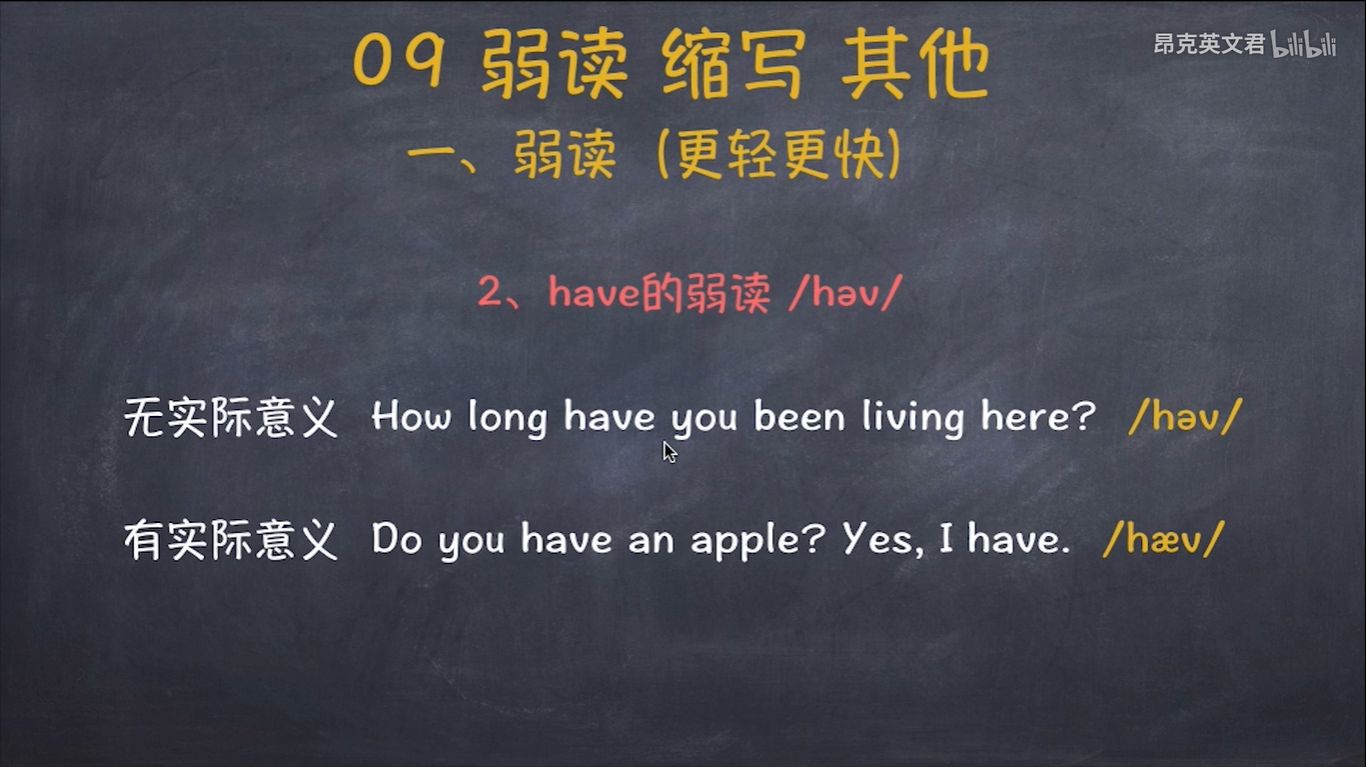 09 弱读 缩写 其他
昂克英文君 bilibili
一、弱读（更轻更快）
2、have的弱读 /həv/
无实际意义 How long have you been living here? /həv/
有实际意义 Do you have an apple? Yes, I have. /hæv/